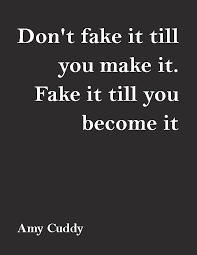 Don't fake it till
you make it.
Fake it till you
become it
Amy Cuddy